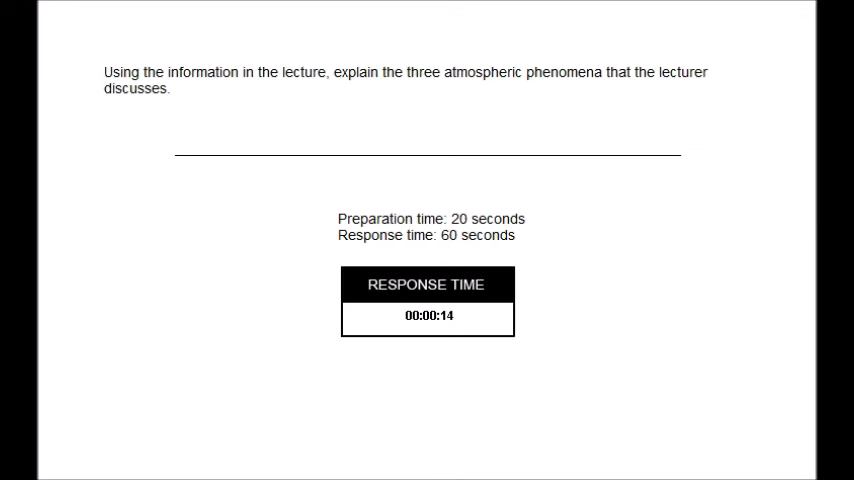 Using the information in the lecture, explain the three atmospheric phenomena that the lecturer
discusses.
Preparation time: 20 seconds
Response time: 60 seconds
RESPONSE TIME
00:00:14